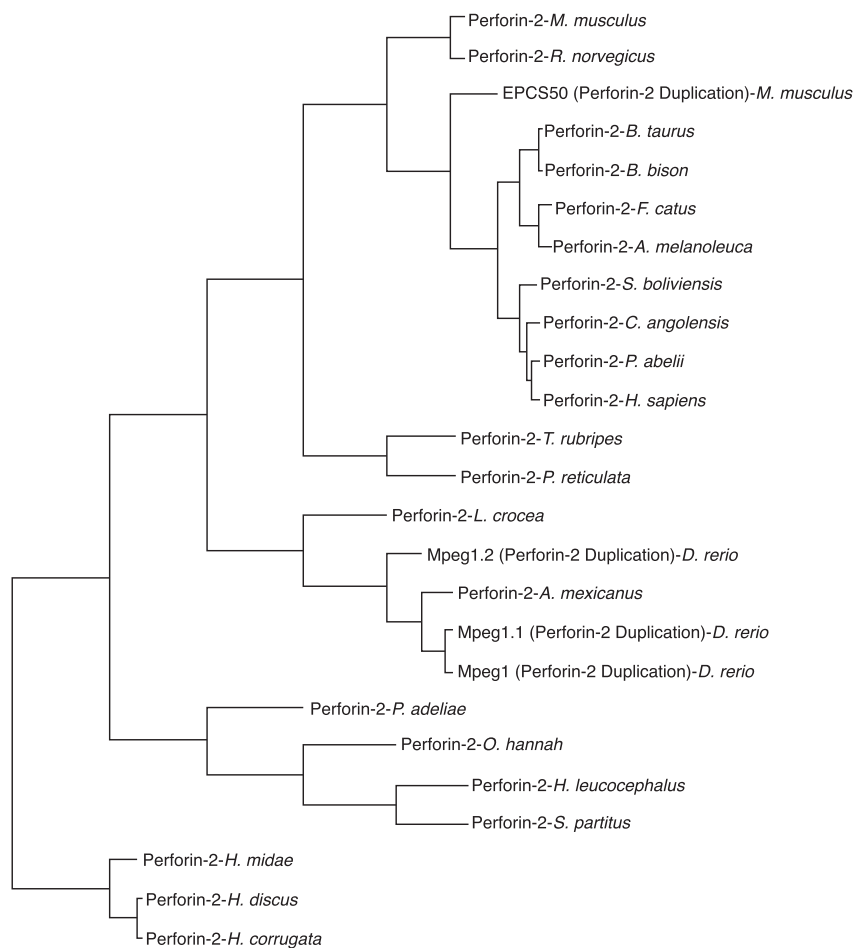 Perforin-2-M. musculus
Perforin-2-R. norvegicus
EPCS50 (Perforin-2 Duplication)-M. musculus
Perforin-2-B. taurus
Perforin-2-B. bison
Perforin-2-F. catus
Perforin-2-A. melanoleuca
Perforin-2-S. boliviensis
Perforin-2-C. angolensis
Perforin-2-P. abelii
Perforin-2-H. sapiens
Perforin-2-T. rubripes
Perforin-2-P. reticulata
Perforin-2-L. crocea
Mpeg1.2 (Perforin-2 Duplication)-D. rerio
Perforin-2-A. mexicanus
Mpeg1.1 (Perforin-2 Duplication)-D. rerio
Mpeg1 (Perforin-2 Duplication)-D. rerio
Perforin-2-P. adeliae
Perforin-2-O. hannah
Perforin-2-H. leucocephalus
Perforin-2-S. partitus
Perforin-2-H. midae
Perforin-2-H. discus
Perforin-2-H. corrugata